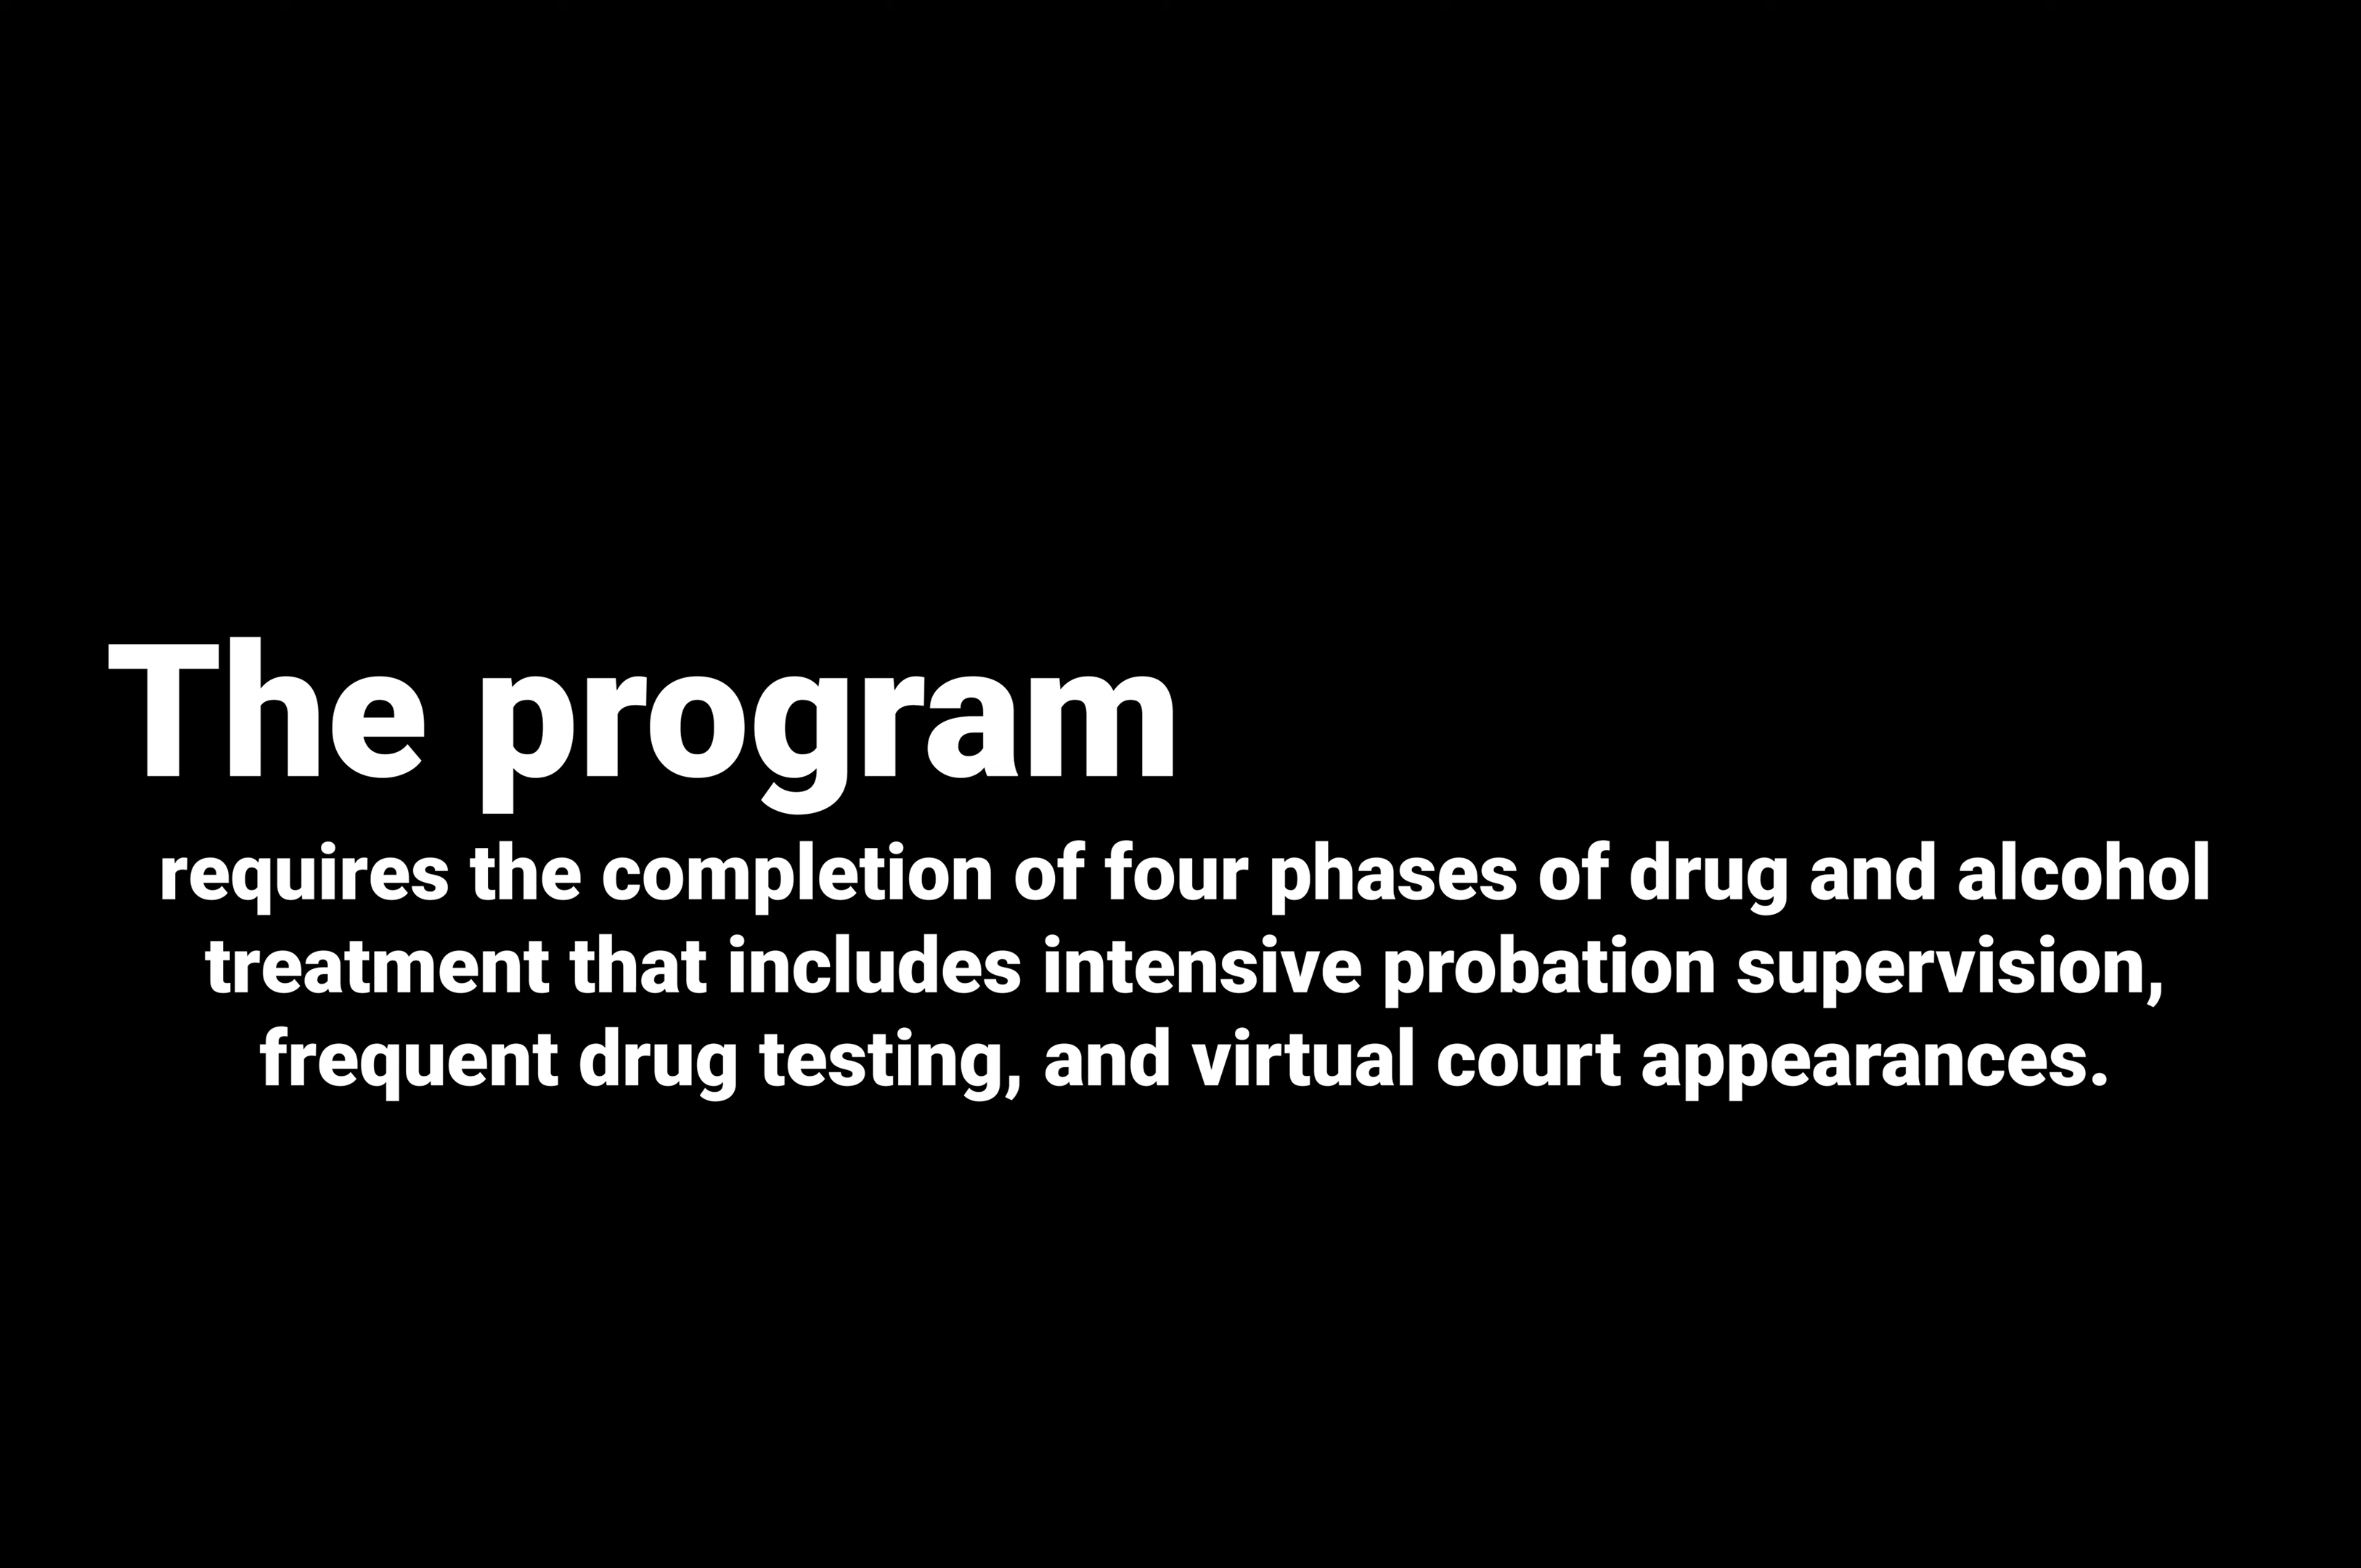 The program
requires the completion of four phases of drug and alcohol
treatment that includes intensive probation supervision,
frequent drug testing, and virtual court appearances.